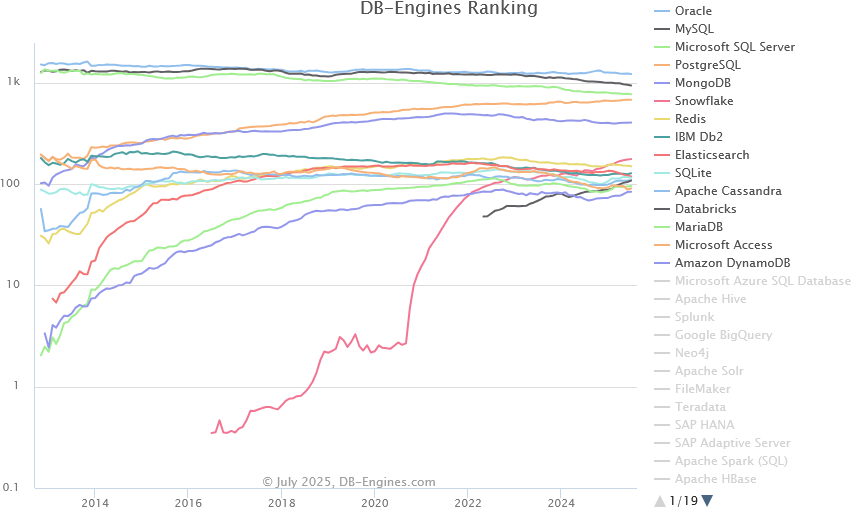 DB-Engines Ranking
1k
100
10
1
0.1
2014
2016
2018
2020
2022
2024
© July 2025, DB-Engines.com
Oracle
MySQL
Microsoft SQL Server
PostgreSQL
MongoDB
Snowflake
Redis
IBM Db2
Elasticsearch
SQLite
Apache Cassandra
Databricks
MariaDB
Microsoft Access
Amazon DynamoDB
Microsoft Azure SQL Database
Apache Hive
Splunk
Google BigQuery
Neo4j
Apache Solr
FileMaker
Teradata
SAP HANA
SAP Adaptive Server
Apache Spark (SQL)
Apache HBase
1/19